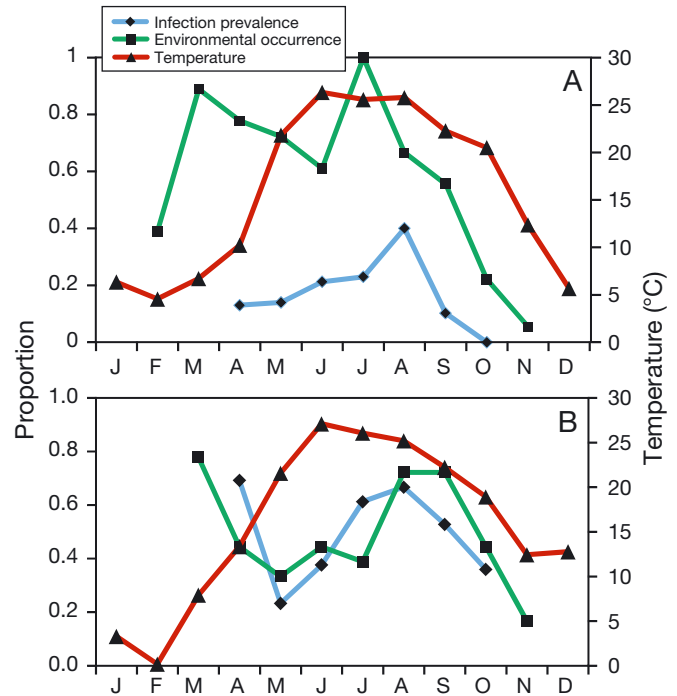 Infection prevalence
Environmental occurrence
Temperature
A
1
0.8
0.6
0.4
0.2
0
30
25
20
15
10
5
0
J F M A M J J A S O N D
B
1.0
0.8
0.6
0.4
0.2
0.0
30
25
20
15
10
5
0
J F M A M J J A S O N D
Proportion
Temperature (°C)